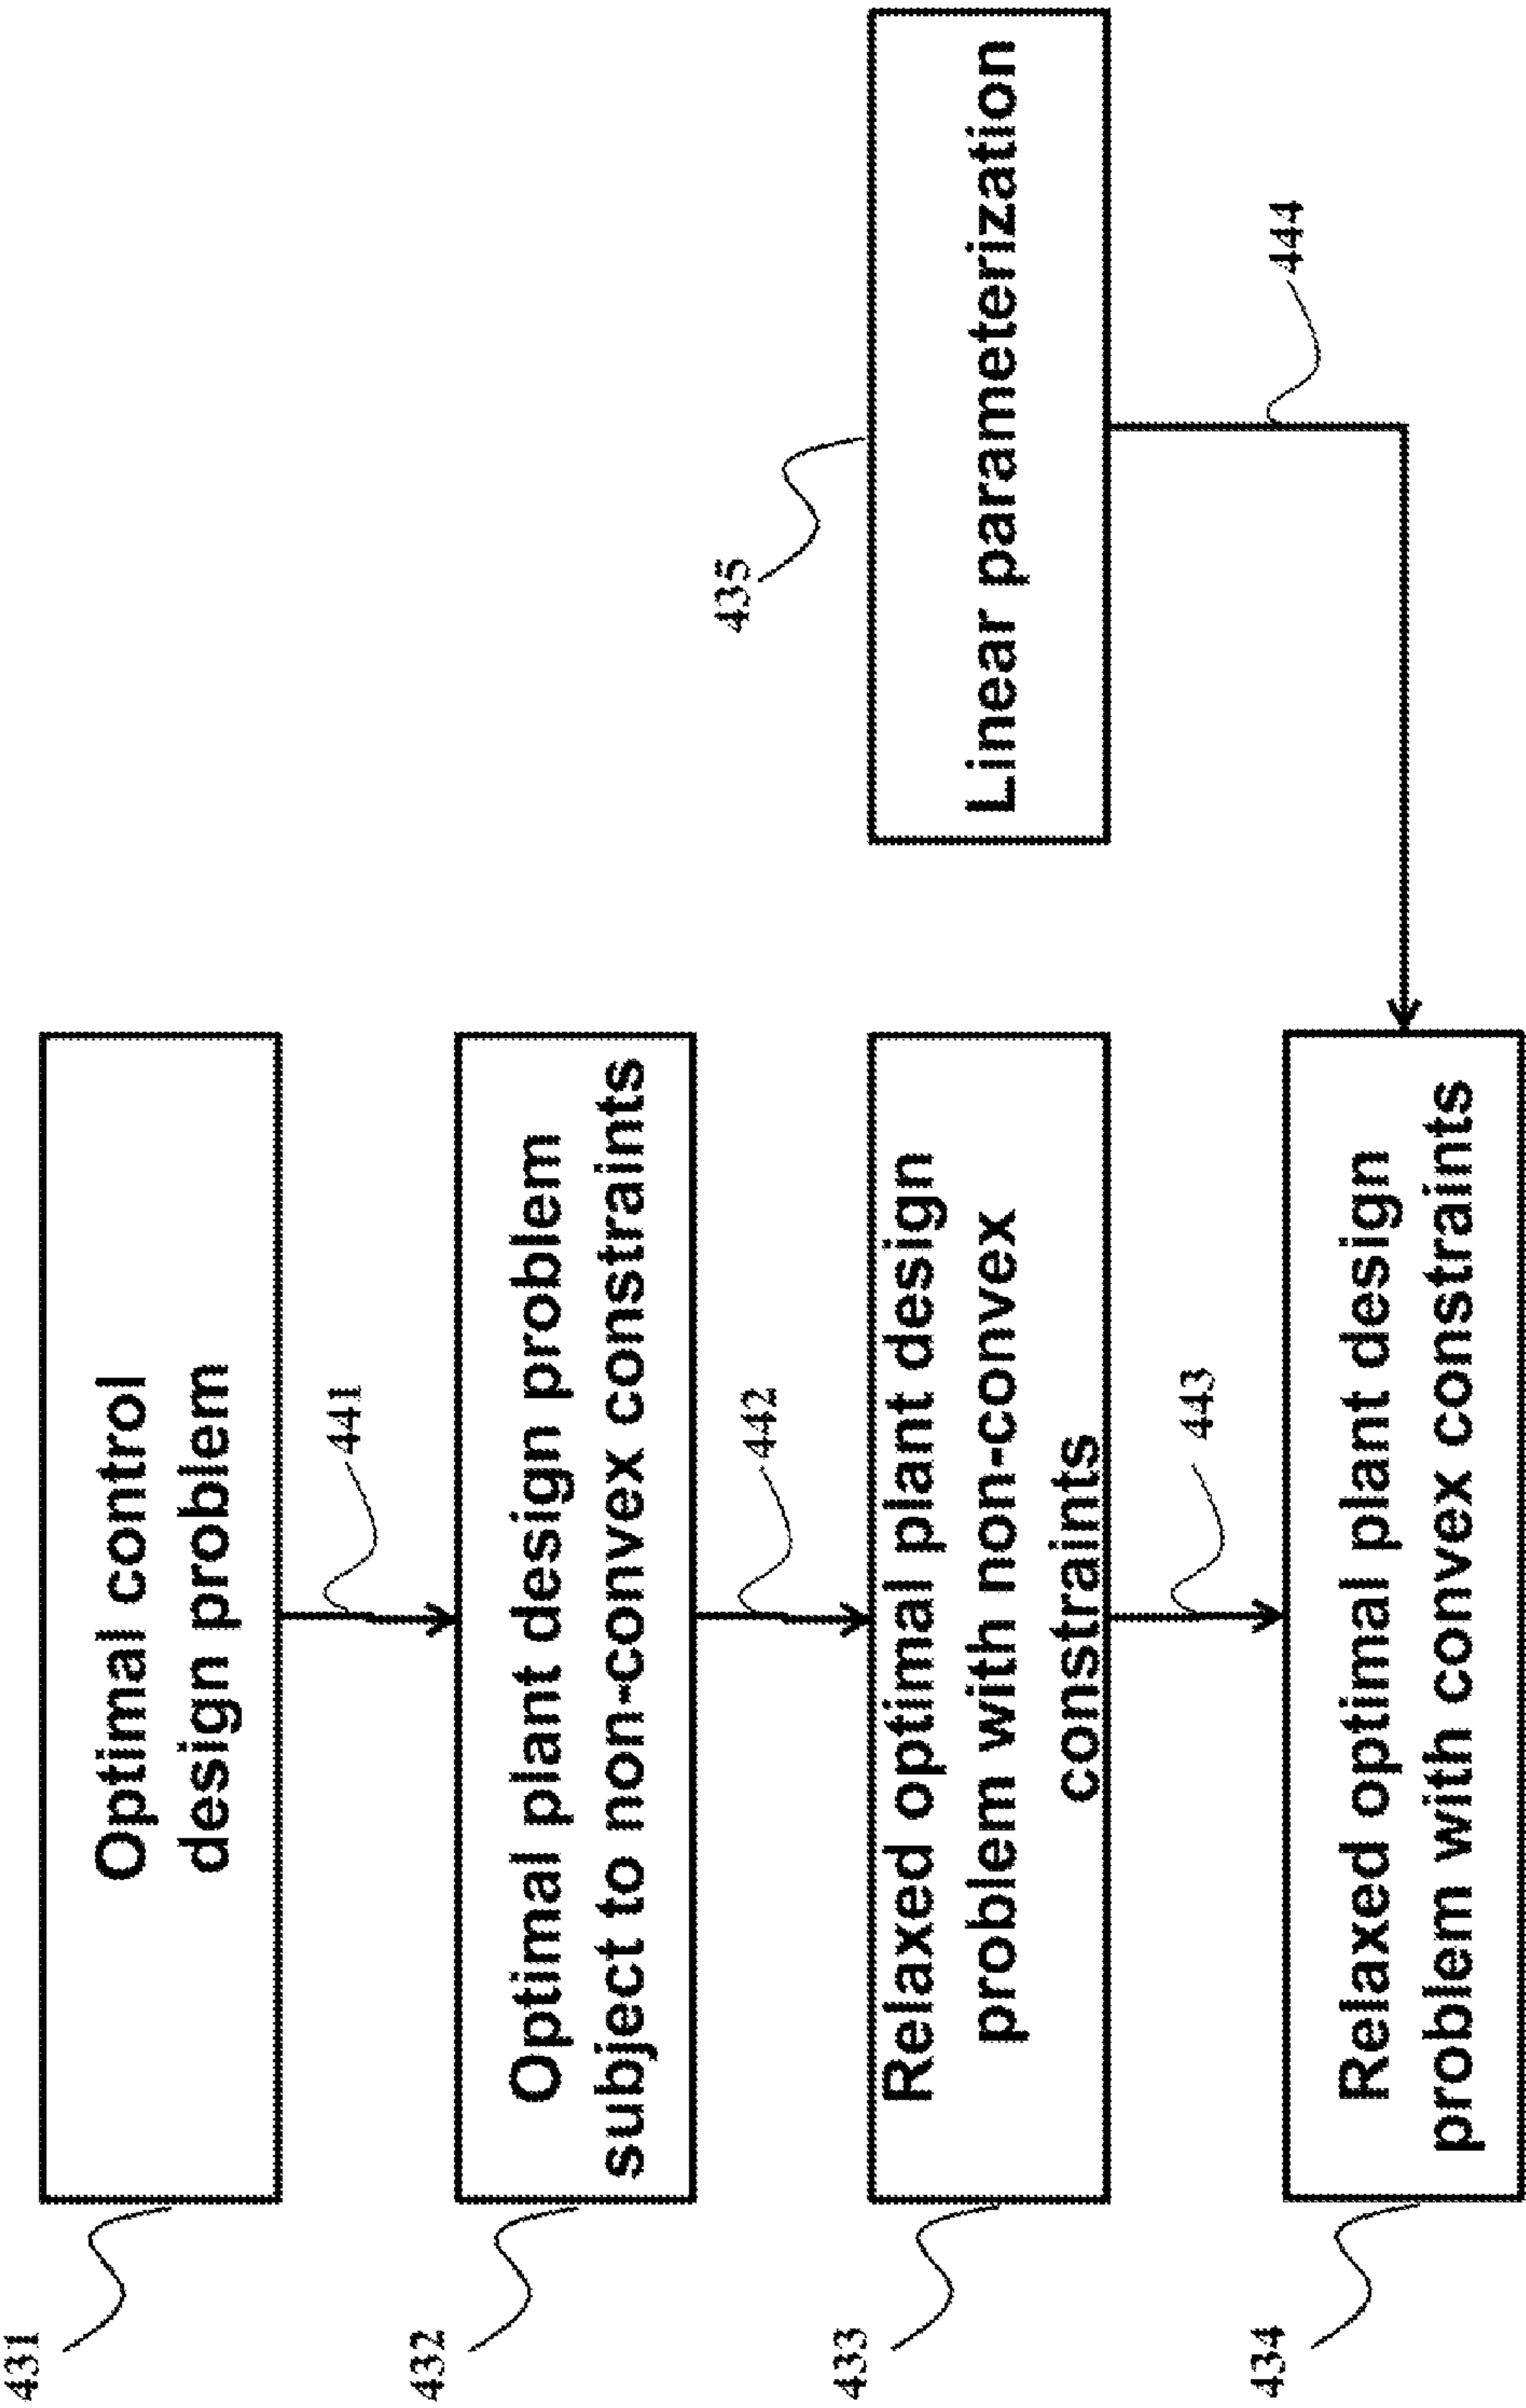 431
Optimal control
design problem
441
432
Optimal plant design problem
subject to non-convex constraints
442
433
Relaxed optimal plant design
problem with non-convex
constraints
443
435
Linear parameterization
444
434
Relaxed optimal plant design
problem with convex constraints